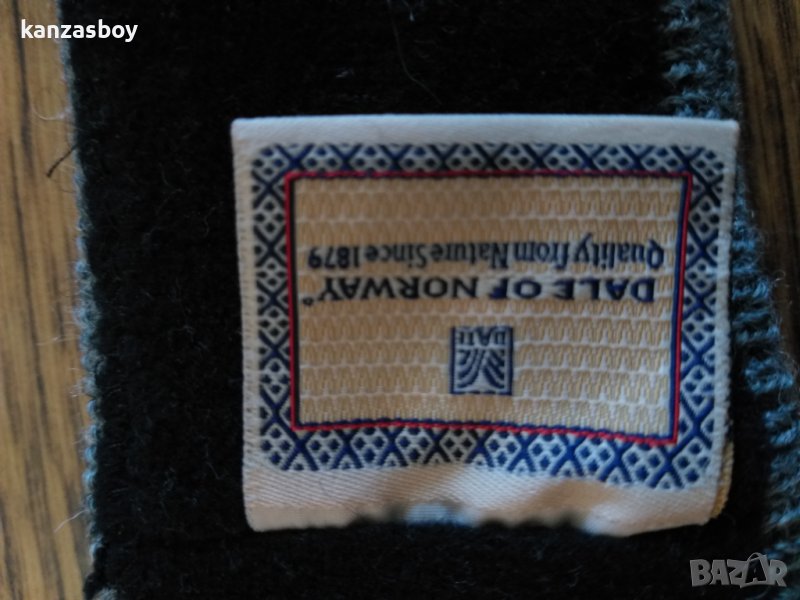 kanzasboy
DALE
DALE OF NORWAY®
Quality from Nature Since 1879
BAZAR